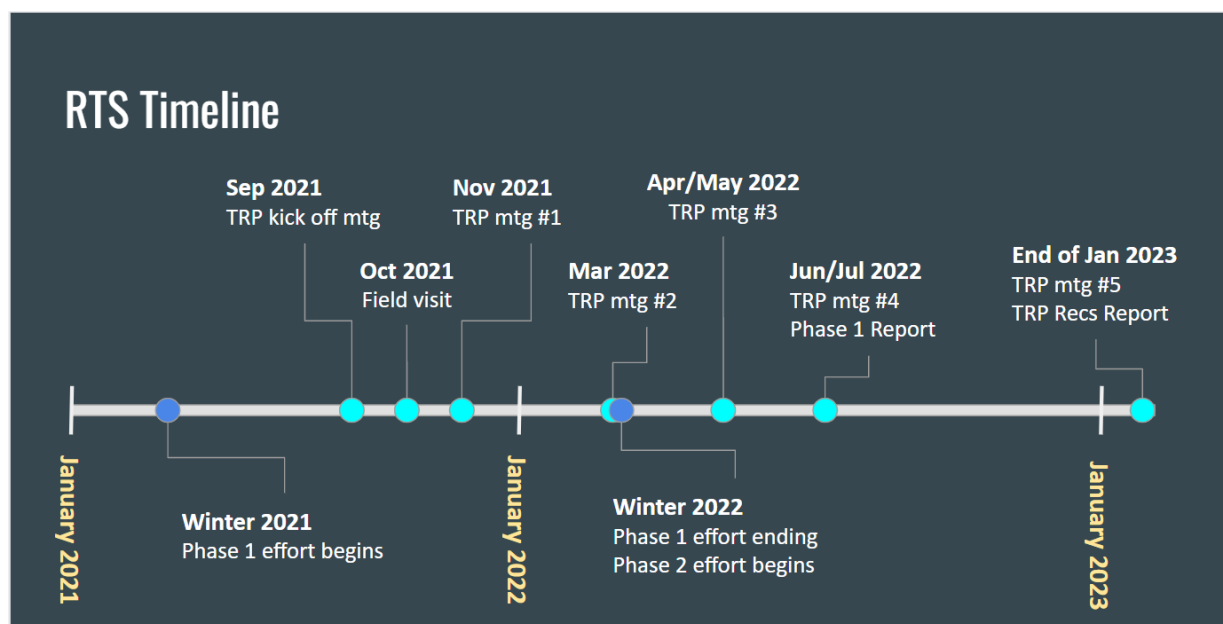 RTS Timeline
Sep 2021
TRP kick off mtg
Oct 2021
Field visit
Nov 2021
TRP mtg #1
Mar 2022
TRP mtg #2
Apr/May 2022
TRP mtg #3
Jun/Jul 2022
TRP mtg #4
Phase 1 Report
End of Jan 2023
TRP mtg #5
TRP Recs Report
January 2021
Winter 2021
Phase 1 effort begins
January 2022
Winter 2022
Phase 1 effort ending
Phase 2 effort begins
January 2023